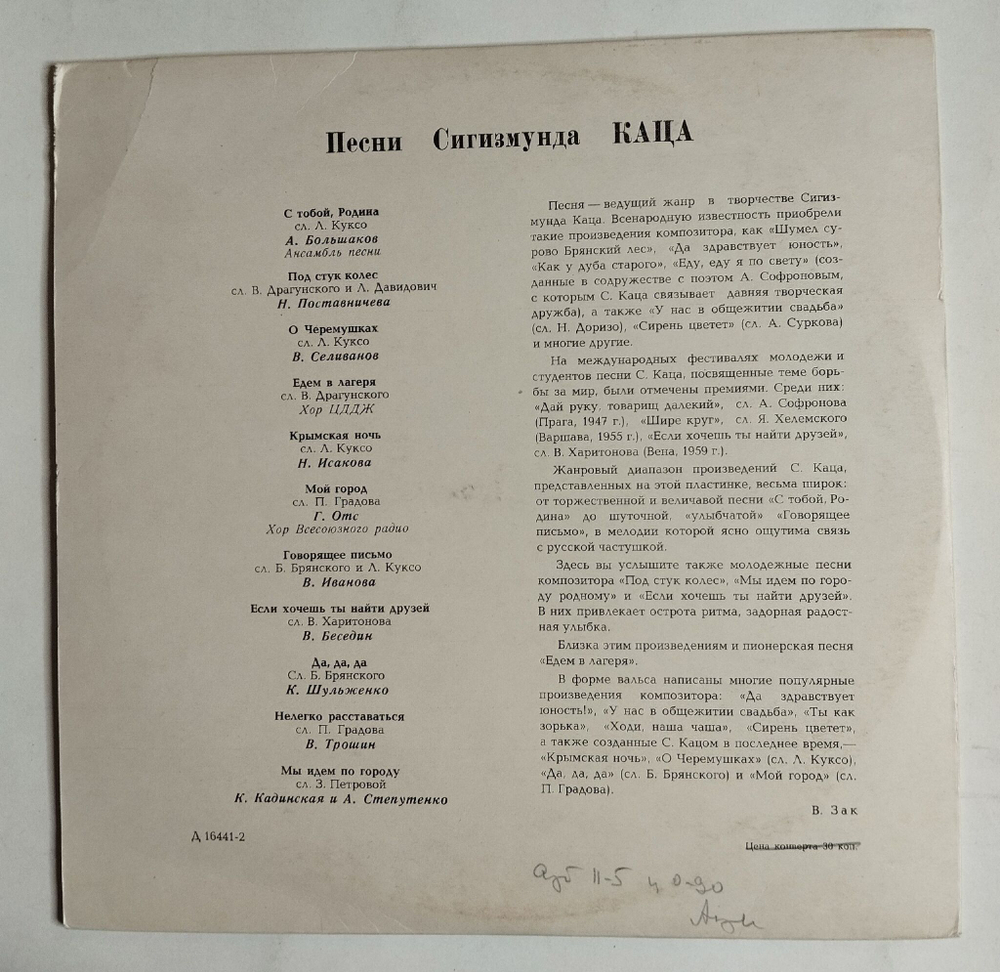 Песни Сигизмунда КАЦА
С тобой, Родина
сл. Л. Куксо
А. Большаков
Ансамбль песни
Под стук колес
сл. В. Драгунского и Л. Давидович
Н. Поставничева
О Черемушках
сл. Л. Куксо
В. Селиванов
Едем в лагеря
сл. В. Драгунского
Хор ЦДДЖ
Крымская ночь
сл. Л. Куксо
Н. Исакова
Мой город
сл. П. Градова
Г. Отс
Хор Всесоюзного радио
Говорящее письмо
сл. Б. Брянского и Л. Куксо
В. Иванова
Если хочешь ты найти друзей
сл. В. Харитонова
В. Беседин
Да, да, да
Сл. Б. Брянского
К. Шульженко
Нелегко расставаться
сл. П. Градова
В. Трошин
Мы идем по городу
сл. З. Петровой
К. Кадинская и А. Степутенко
Д 16441-2
Песня — ведущий жанр в творчестве Сигиз-
мунда Каца. Всенародную известность приобрели
такие произведения композитора, как «Шумел су-
рово Брянский лес», «Да здравствует юность»,
«Как у дуба старого», «Еду, еду я по свету» (соз-
данные в содружестве с поэтом А. Софроновым,
с которым С. Каца связывает давняя творческая
дружба), а также «У нас в общежитии свадьба»
(сл. Н. Доризо), «Сирень цветет» (сл. А. Суркова)
и многие другие.
На международных фестивалях молодежи и
студентов песни С. Каца, посвященные теме борь-
бы за мир, были отмечены премиями. Среди них:
«Дай руку, товарищ далекий», сл. А. Софронова
(Прага, 1947 г.), «Шире круг», сл. Я. Хелемского
(Варшава, 1955 г.), «Если хочешь ты найти друзей»,
сл. В. Харитонова (Вена, 1959 г.).
Жанровый диапазон произведений С. Каца,
представленных на этой пластинке, весьма широк:
от торжественной и величавой песни «С тобой, Ро-
дина» до шуточной, «улыбчатой» «Говорящее
письмо», в мелодии которой ясно ощутима связь
с русской частушкой.
Здесь вы услышите также молодежные песни
композитора «Под стук колес», «Мы идем по горо-
ду родному» и «Если хочешь ты найти друзей».
В них привлекает острота ритма, задорная радост-
ная улыбка.
Близка этим произведениям и пионерская песня
«Едем в лагеря».
В форме вальса написаны многие популярные
произведения композитора: «Да здравствует
юность!», «У нас в общежитии свадьба», «Ты как
зорька», «Ходи, наша чаша», «Сирень цветет»,
а также созданные С. Кацом в последнее время,—
«Крымская ночь», «О Черемушках» (сл. Л. Куксо),
«Да, да, да» (сл. Б. Брянского) и «Мой город» (сл.
П. Градова).
В. Зак
Цена конверта 30 коп.
11-5 0-90